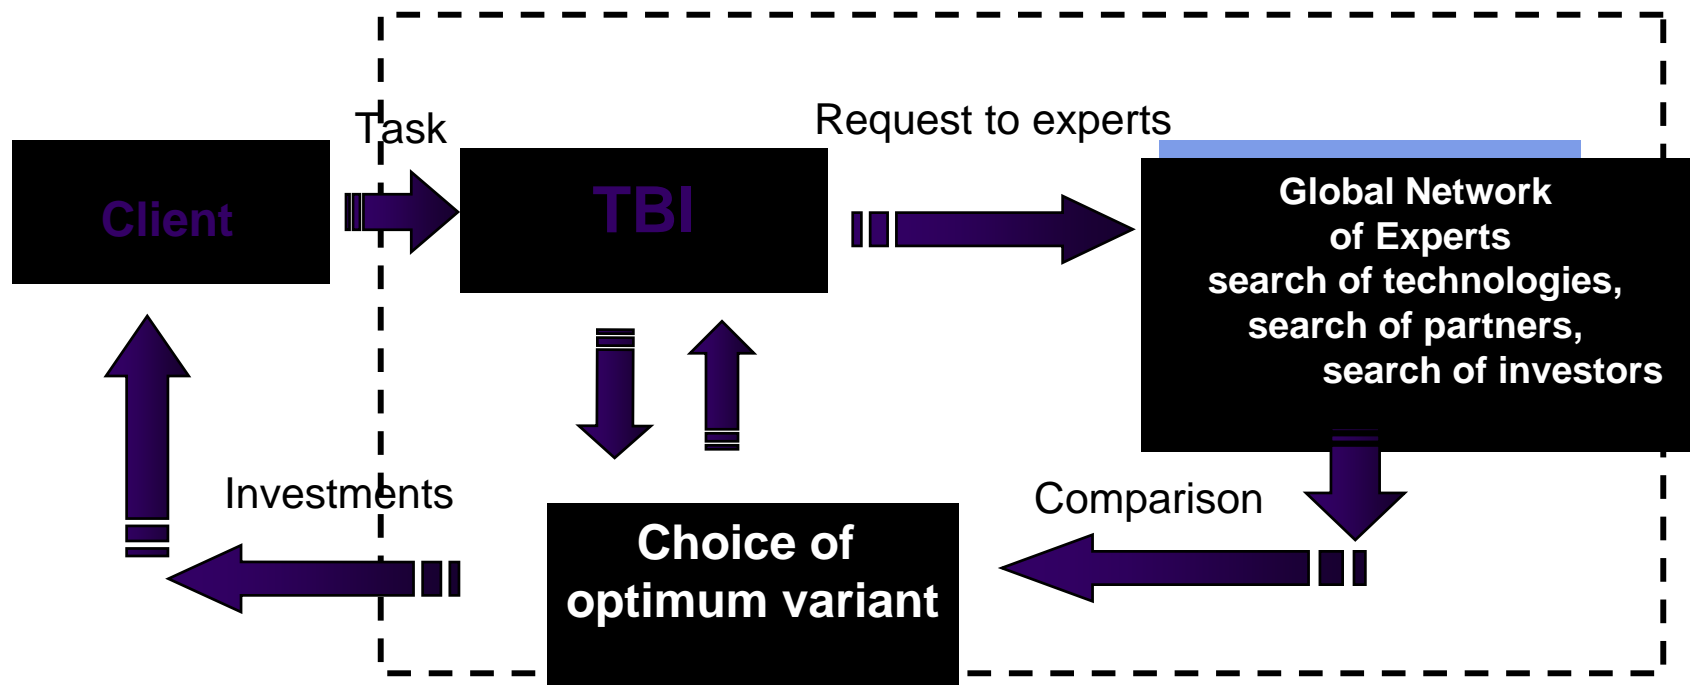 Task
Request to experts
Client
TBI
Global Network
of Experts
search of technologies,
search of partners,
search of investors
Investments
Comparison
Choice of
optimum variant